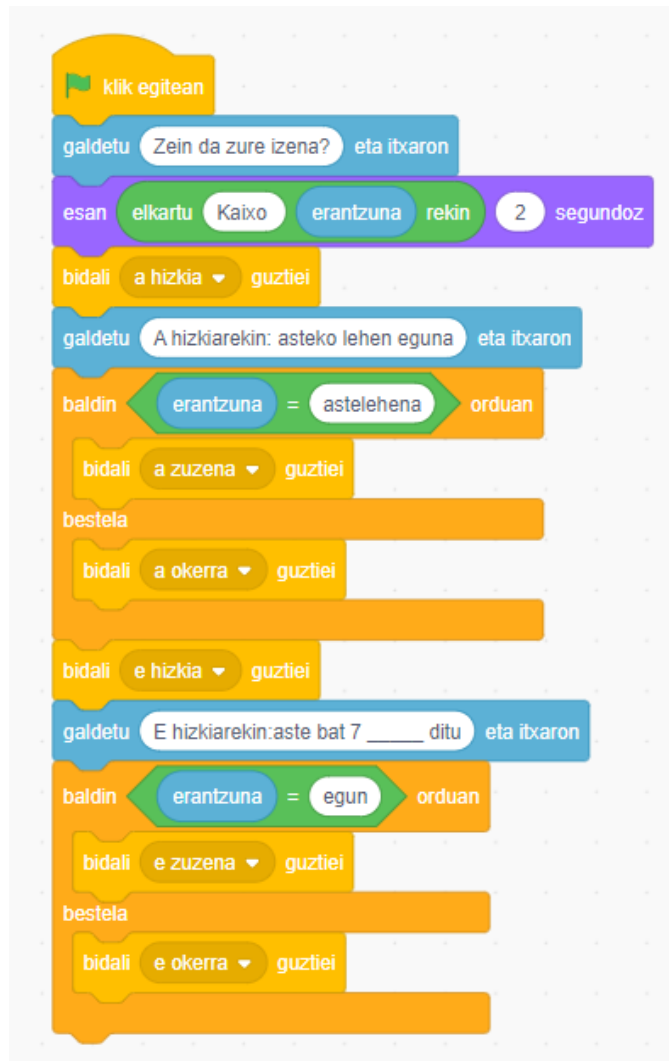 klik egitean
galdetu Zein da zure izena? eta itxaron
esan elkartu Kaixo erantzuna rekin 2 segundoz
bidali a hizkia guztiei
galdetu A hizkiarekin: asteko lehen eguna eta itxaron
baldin erantzuna = astelehena orduan
bidali a zuzena guztiei
bestela
bidali a okerra guztiei
bidali e hizkia guztiei
galdetu E hizkiarekin:aste bat 7 _____ ditu eta itxaron
baldin erantzuna = egun orduan
bidali e zuzena guztiei
bestela
bidali e okerra guztiei